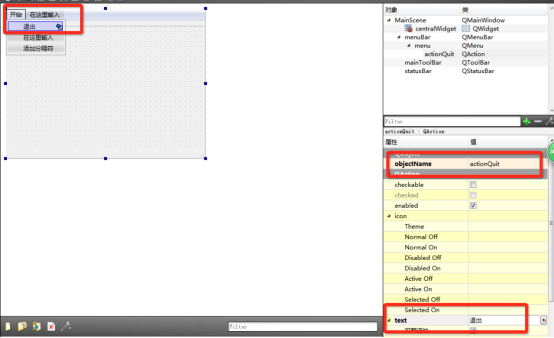 开始 在这里输入
退出
在这里输入
添加分隔符
对象 类
MainScene QMainWindow
centralWidget QWidget
menuBar QMenuBar
menu QMenu
actionQuit QAction
mainToolBar QToolBar
statusBar QStatusBar
Filter
actionQuit : QAction
属性 值
objectName actionQuit
QAction
checkable
checked
enabled
icon
Theme
Normal Off
Normal On
Disabled Off
Disabled On
Active Off
Active On
Selected Off
Selected On
text 退出
Filter